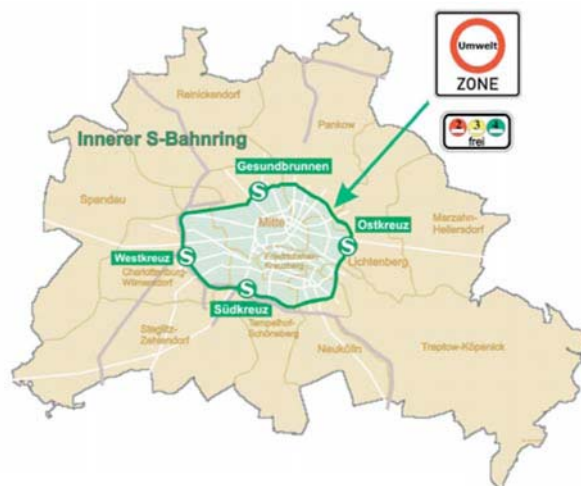 Umwelt
ZONE
2 3 4
frei
Reinickendorf
Pankow
Innerer S-Bahnring
Gesundbrunnen
S
Spandau
Mitte
Ostkreuz
Marzahn-
Hellersdorf
S
Westkreuz
S
Friedrichshain-
Kreuzberg
Lichtenberg
Charlottenburg-
Wilmersdorf
S
Südkreuz
Steglitz-
Zehlendorf
Tempelhof-
Schöneberg
Neukölln
Treptow-Köpenick